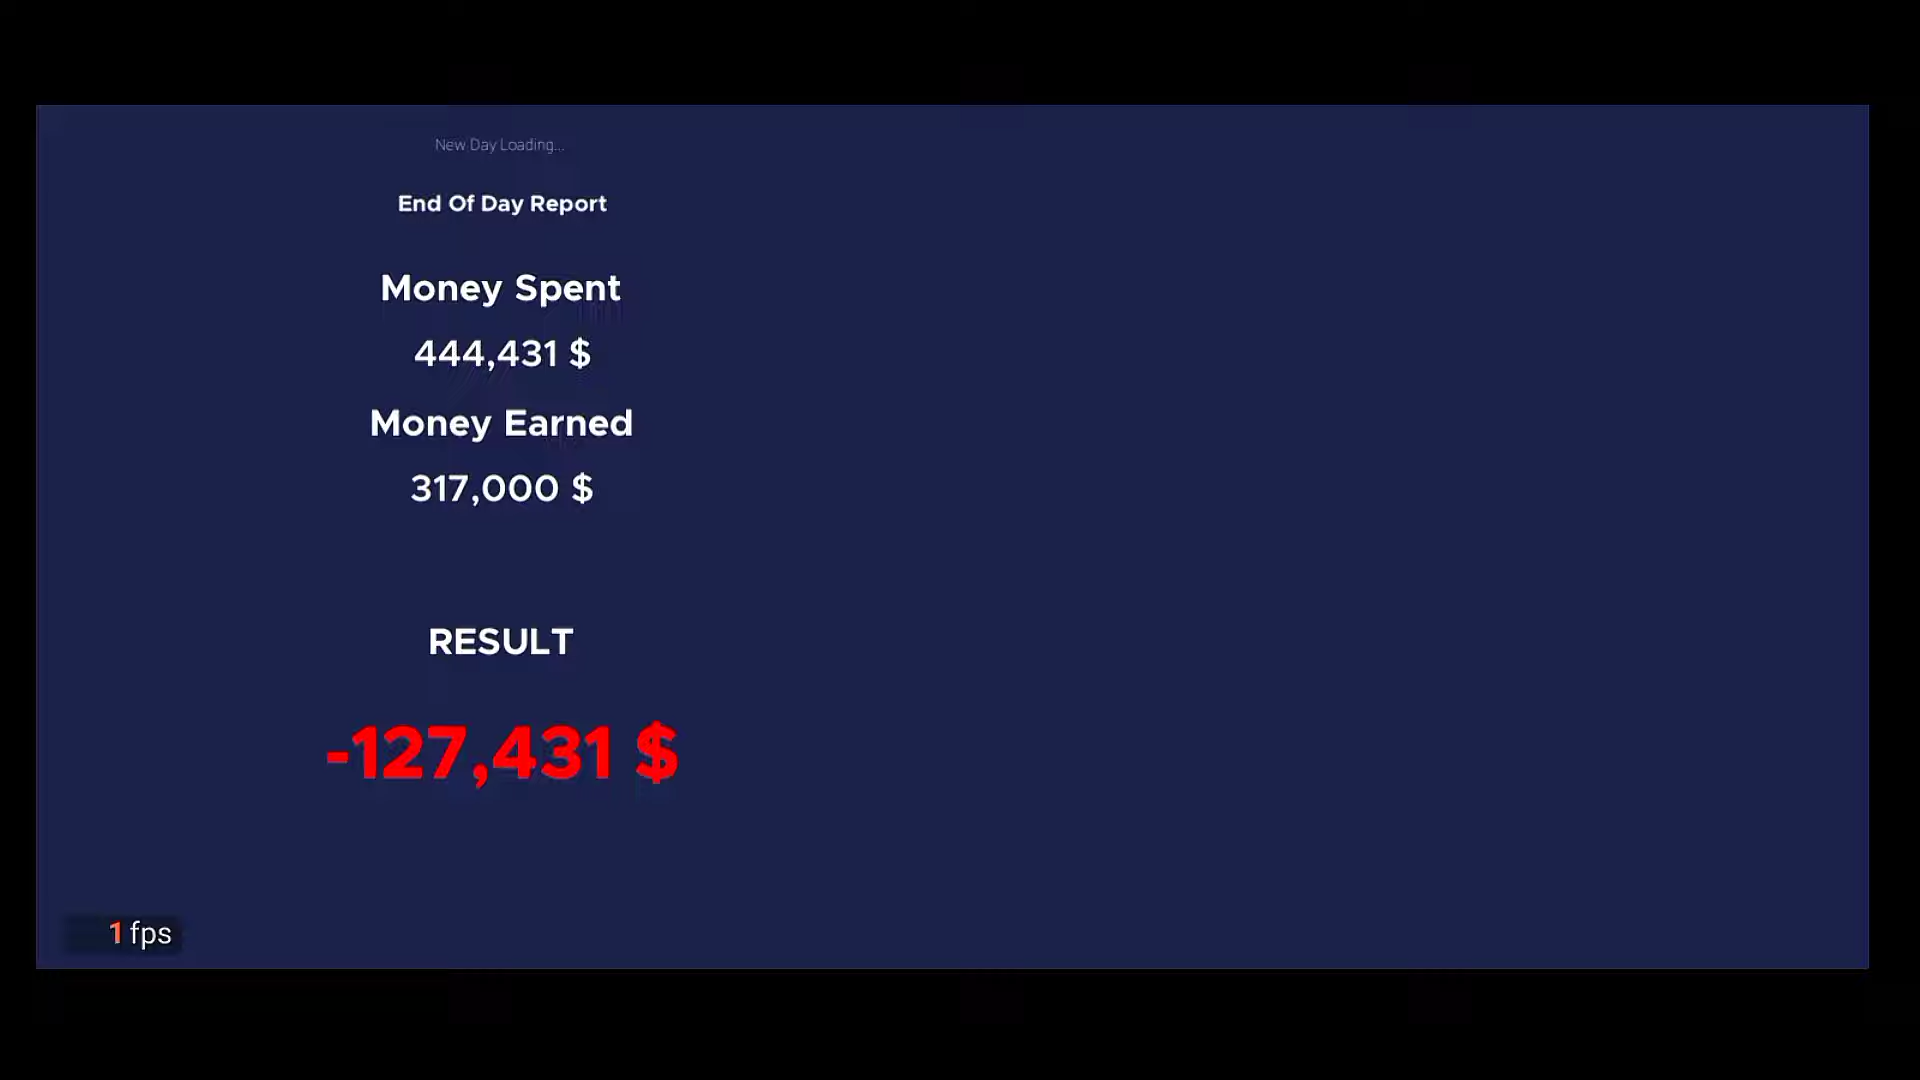 New Day Loading...
End Of Day Report
Money Spent
444,431 $
Money Earned
317,000 $
RESULT
-127,431 $
1 fps